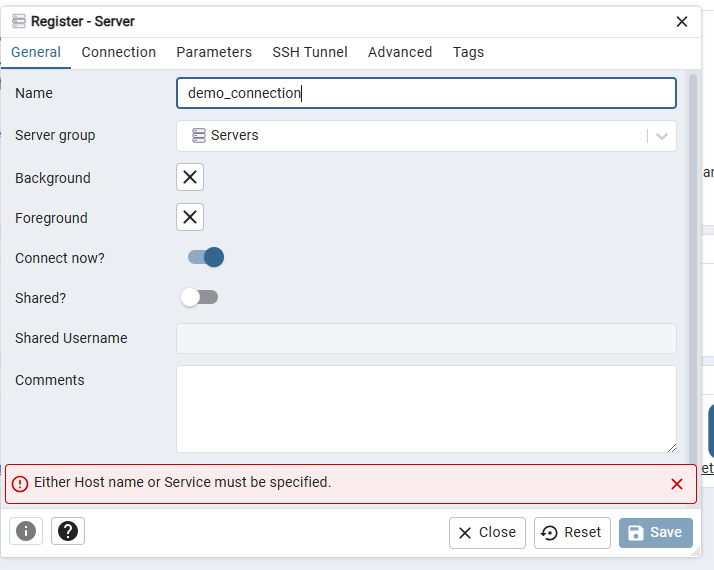 Register - Server
General Connection Parameters SSH Tunnel Advanced Tags
Name demo_connection
Server group Servers
Background
Foreground
Connect now?
Shared?
Shared Username
Comments
Either Host name or Service must be specified.
Close Reset Save